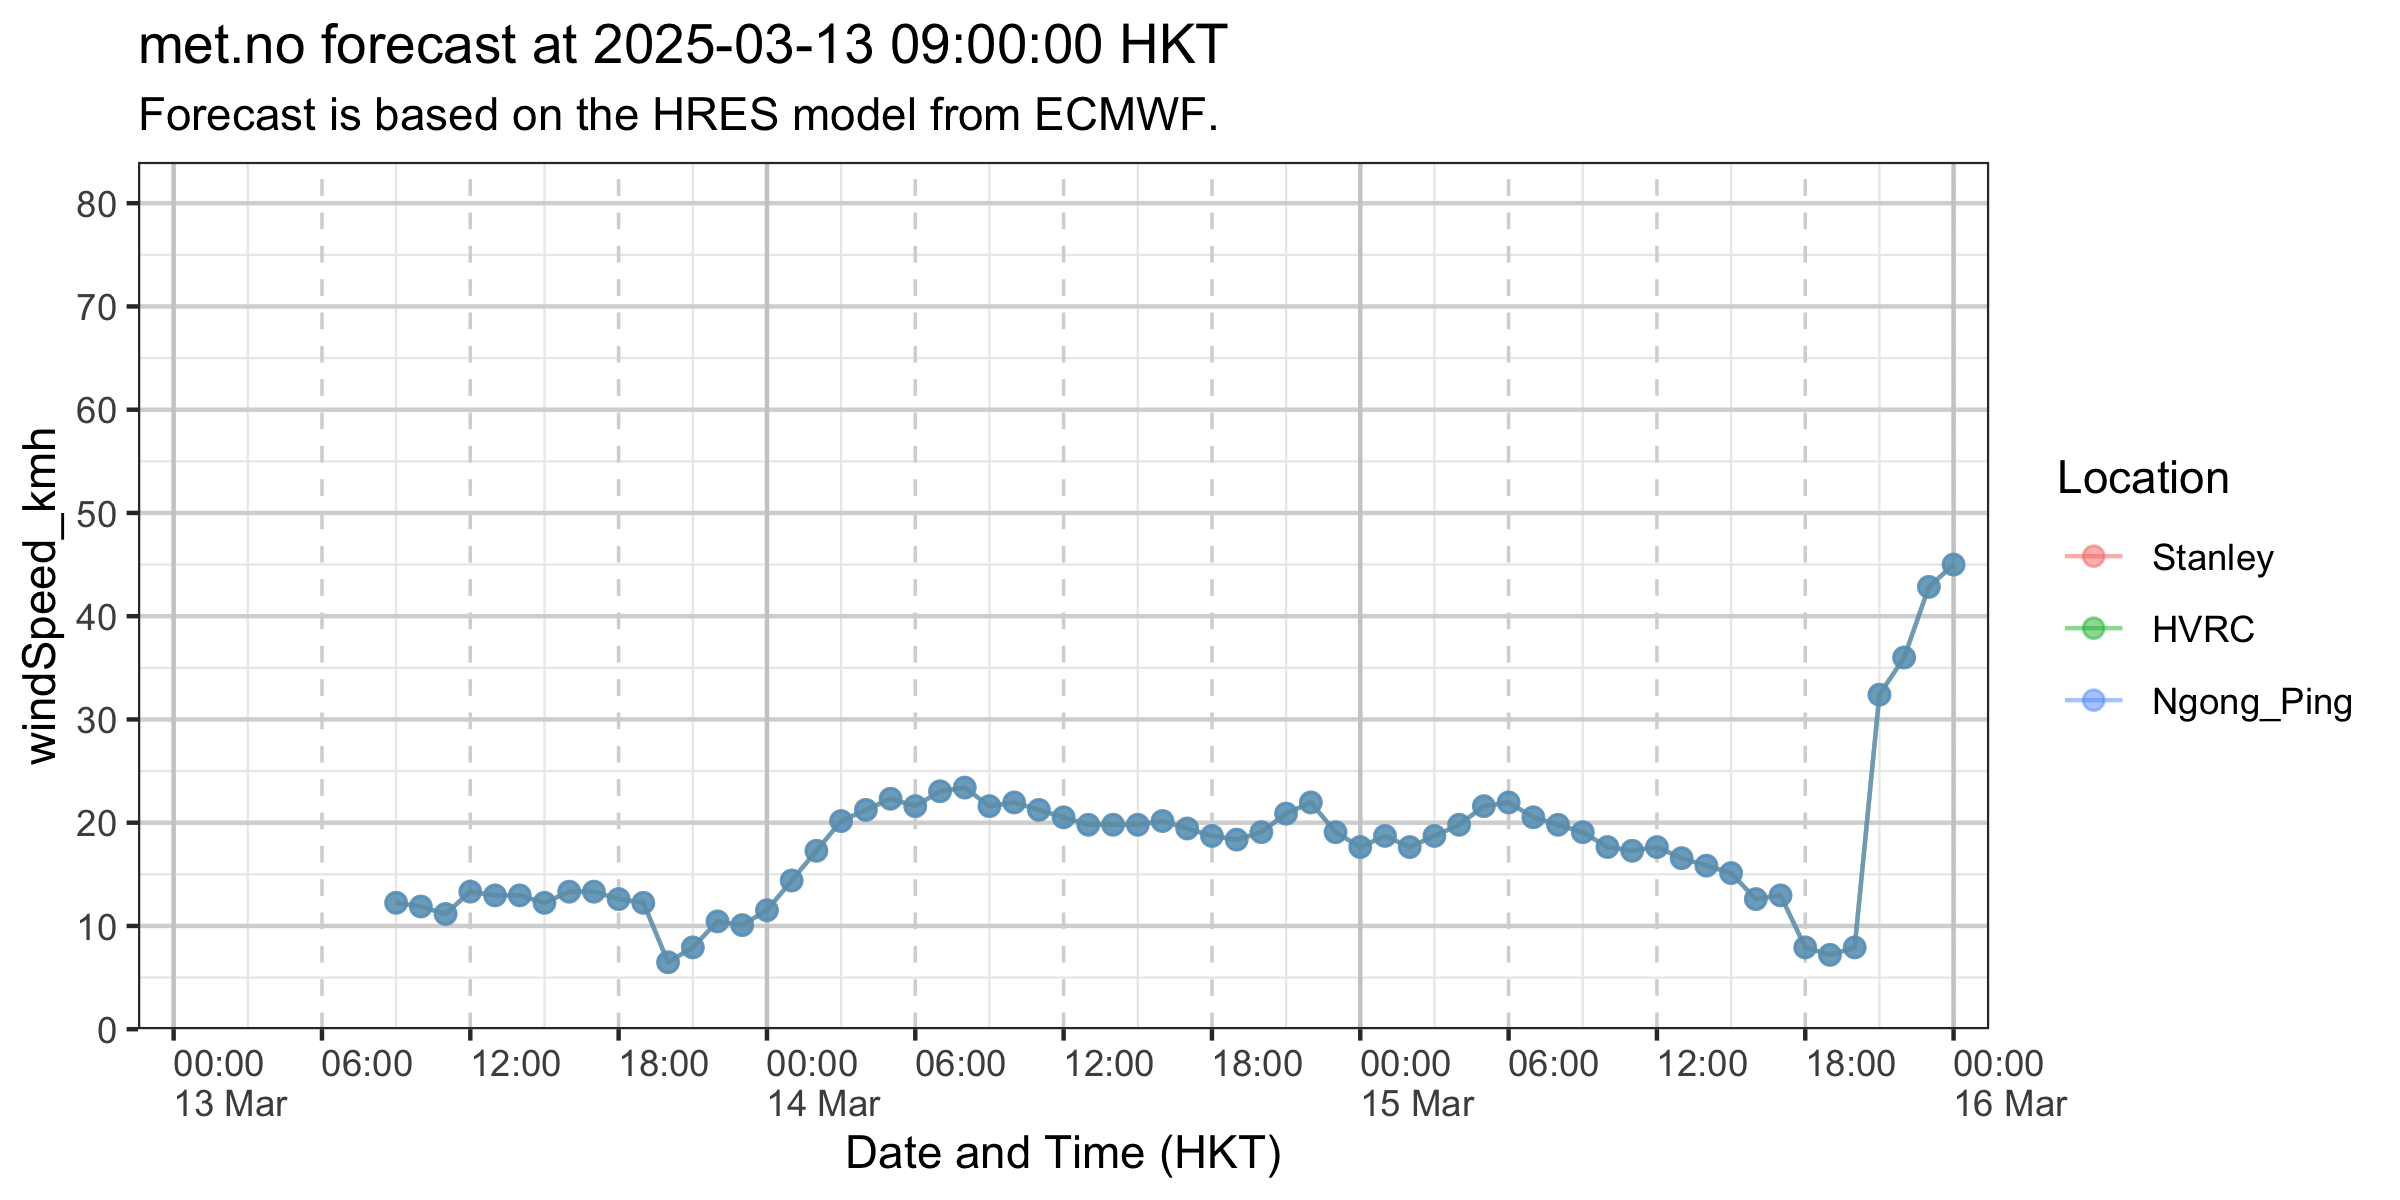 met.no forecast at 2025-03-13 09:00:00 HKT
Forecast is based on the HRES model from ECMWF.
windSpeed_kmh
80
70
60
50
40
30
20
10
0
00:00 06:00 12:00 18:00 00:00 06:00 12:00 18:00 00:00 06:00 12:00 18:00 00:00
13 Mar 14 Mar 15 Mar 16 Mar
Date and Time (HKT)
Location
Stanley
HVRC
Ngong_Ping